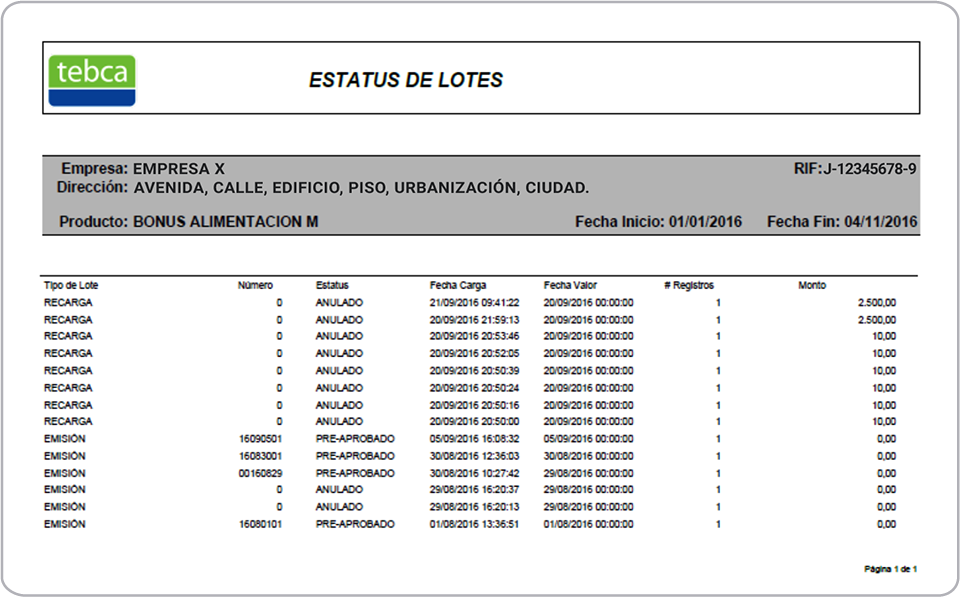 tebca
ESTATUS DE LOTES
Empresa: EMPRESA X RIF:J-12345678-9
Dirección: AVENIDA, CALLE, EDIFICIO, PISO, URBANIZACIÓN, CIUDAD.
Producto: BONUS ALIMENTACION M Fecha Inicio: 01/01/2016 Fecha Fin: 04/11/2016
Tipo de Lote Número Estatus Fecha Carga Fecha Valor # Registros Monto
RECARGA 0 ANULADO 21/09/2016 09:41:22 20/09/2016 00:00:00 1 2.500,00
RECARGA 0 ANULADO 20/09/2016 21:59:13 20/09/2016 00:00:00 1 2.500,00
RECARGA 0 ANULADO 20/09/2016 20:53:46 20/09/2016 00:00:00 1 10,00
RECARGA 0 ANULADO 20/09/2016 20:52:05 20/09/2016 00:00:00 1 10,00
RECARGA 0 ANULADO 20/09/2016 20:50:39 20/09/2016 00:00:00 1 10,00
RECARGA 0 ANULADO 20/09/2016 20:50:24 20/09/2016 00:00:00 1 10,00
RECARGA 0 ANULADO 20/09/2016 20:50:16 20/09/2016 00:00:00 1 10,00
RECARGA 0 ANULADO 20/09/2016 20:50:00 20/09/2016 00:00:00 1 10,00
EMISIÓN 16090501 PRE-APROBADO 05/09/2016 16:08:32 05/09/2016 00:00:00 1 0,00
EMISIÓN 16083001 PRE-APROBADO 30/08/2016 12:36:03 30/08/2016 00:00:00 1 0,00
EMISIÓN 00160829 PRE-APROBADO 30/08/2016 10:27:42 29/08/2016 00:00:00 1 0,00
EMISIÓN 0 ANULADO 29/08/2016 16:20:37 29/08/2016 00:00:00 1 0,00
EMISIÓN 0 ANULADO 29/08/2016 16:20:13 29/08/2016 00:00:00 1 0,00
EMISIÓN 16080101 PRE-APROBADO 01/08/2016 13:36:51 01/08/2016 00:00:00 1 0,00
Página 1 de 1